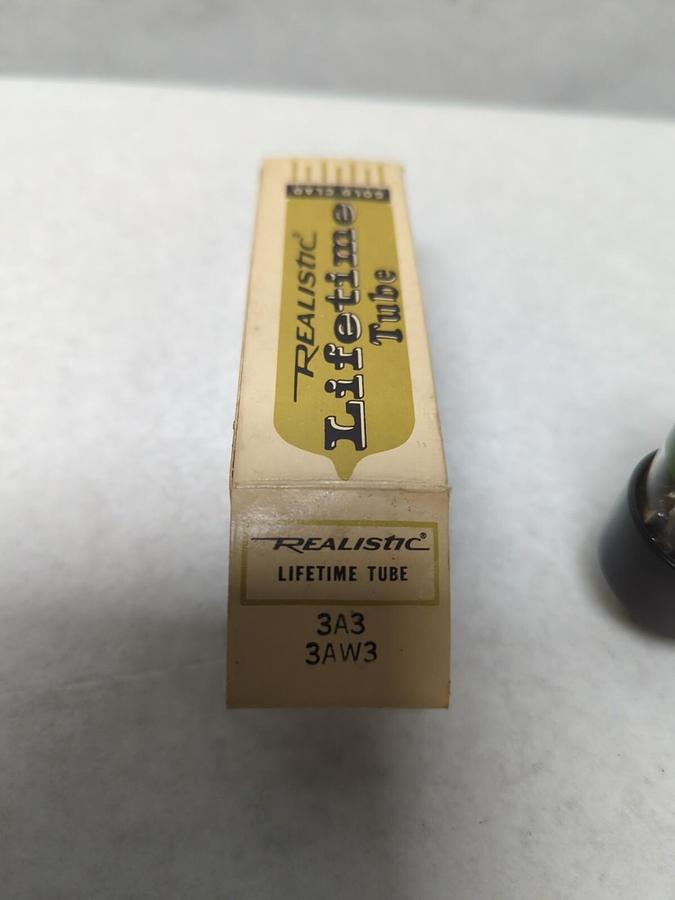 GOLD CLAD
REALISTIC®
Lifetime
Tube
REALISTIC®
LIFETIME TUBE
3A3
3AW3